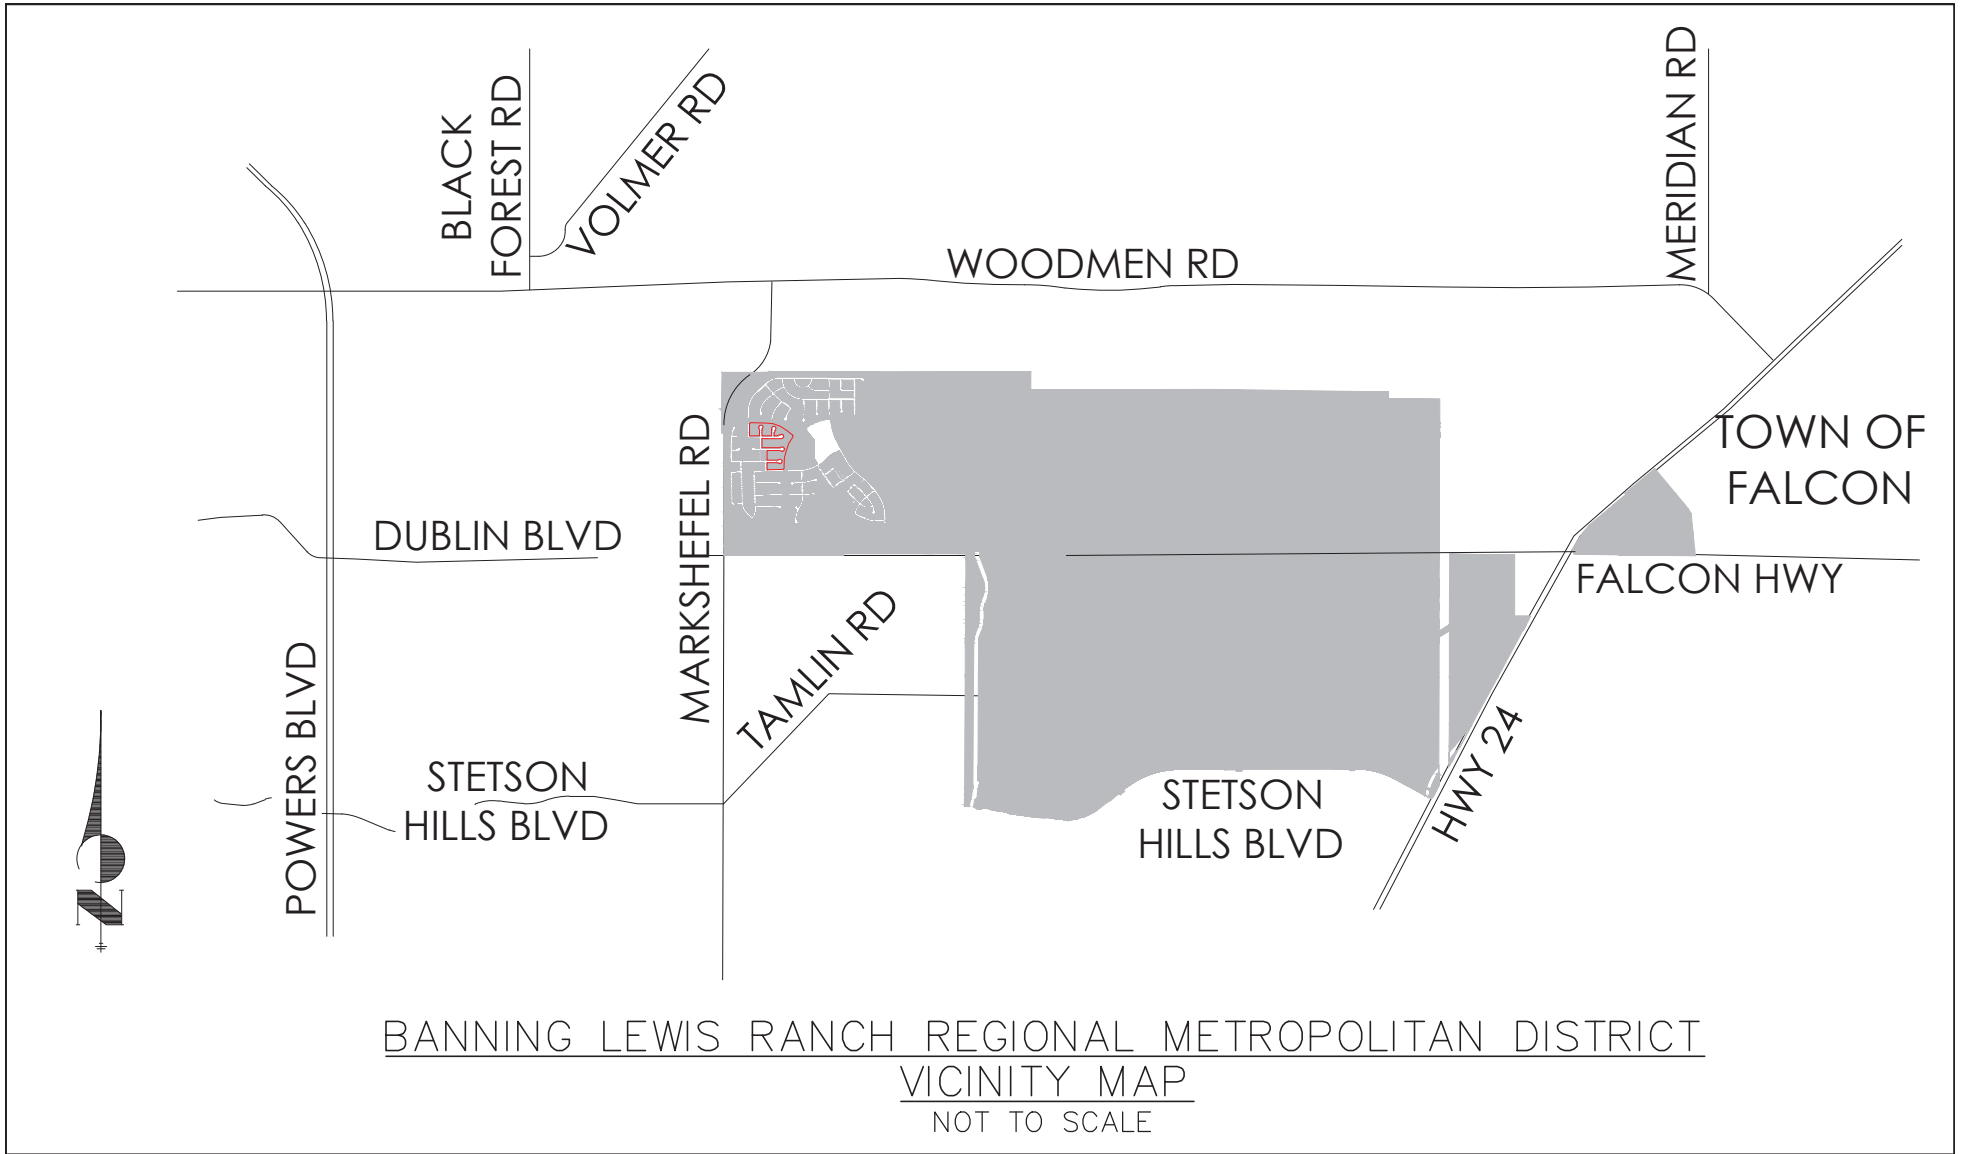 BLACK
FOREST RD
VOLMER RD
MERIDIAN RD
WOODMEN RD
TOWN OF
FALCON
MARKSHEFEL RD
DUBLIN BLVD
FALCON HWY
TAMLIN RD
POWERS BLVD
STETSON
HILLS BLVD
STETSON
HILLS BLVD
HWY 24
N
BANNING LEWIS RANCH REGIONAL METROPOLITAN DISTRICT
VICINITY MAP
NOT TO SCALE